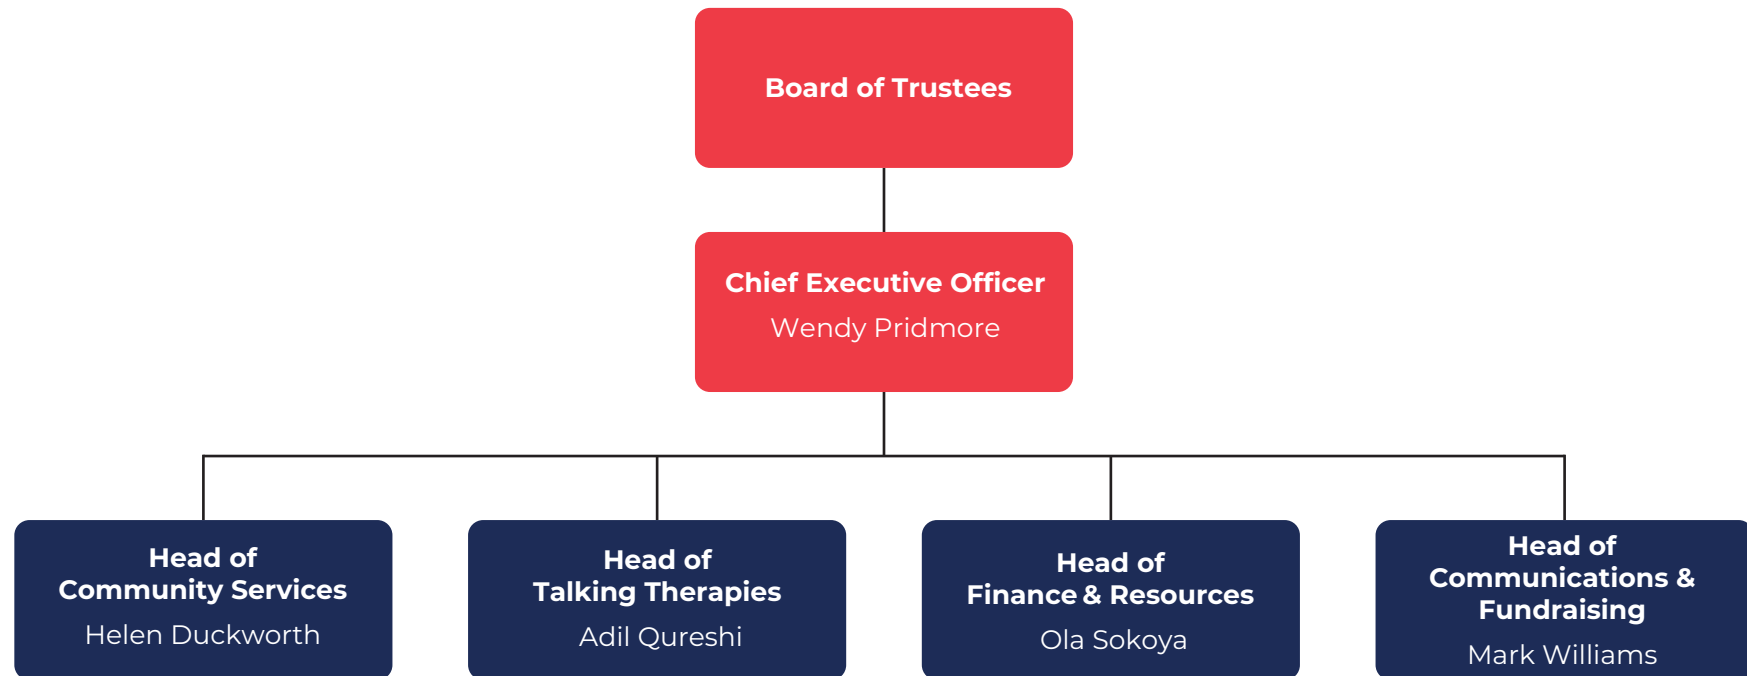 Board of Trustees
Chief Executive Officer
Wendy Pridmore
Head of
Community Services
Helen Duckworth
Head of
Talking Therapies
Adil Qureshi
Head of
Finance & Resources
Ola Sokoya
Head of
Communications &
Fundraising
Mark Williams